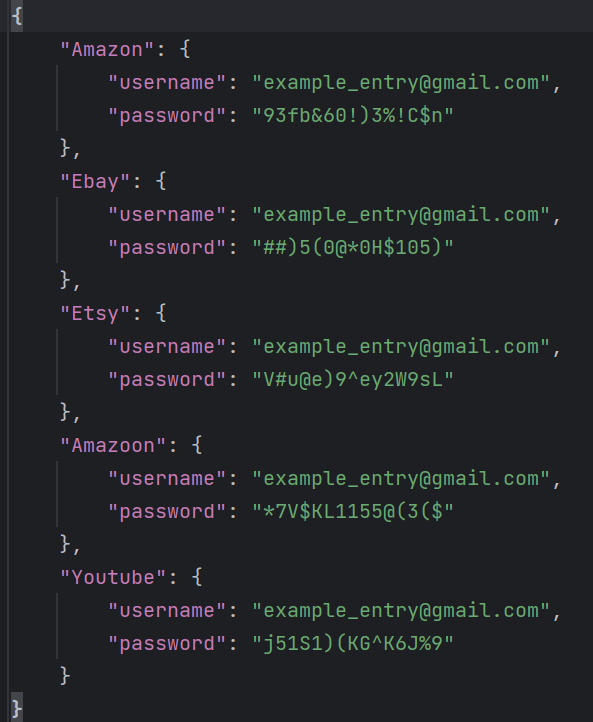 {
    "Amazon": {
        "username": "example_entry@gmail.com",
        "password": "93fb&60!)3%!C$n"
    },
    "Ebay": {
        "username": "example_entry@gmail.com",
        "password": "##)5(0@*0H$105)"
    },
    "Etsy": {
        "username": "example_entry@gmail.com",
        "password": "V#u@e)9^ey2W9sL"
    },
    "Amazoon": {
        "username": "example_entry@gmail.com",
        "password": "*7V$KL1155@(3($"
    },
    "Youtube": {
        "username": "example_entry@gmail.com",
        "password": "j51S1)(KG^K6J%9"
    }
}